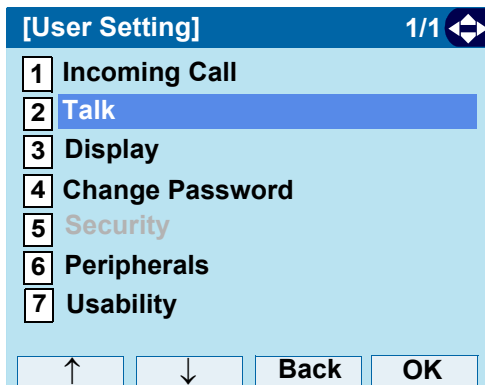 [User Setting] 1/1
1 Incoming Call
2 Talk
3 Display
4 Change Password
5 Security
6 Peripherals
7 Usability
↑ ↓ Back OK